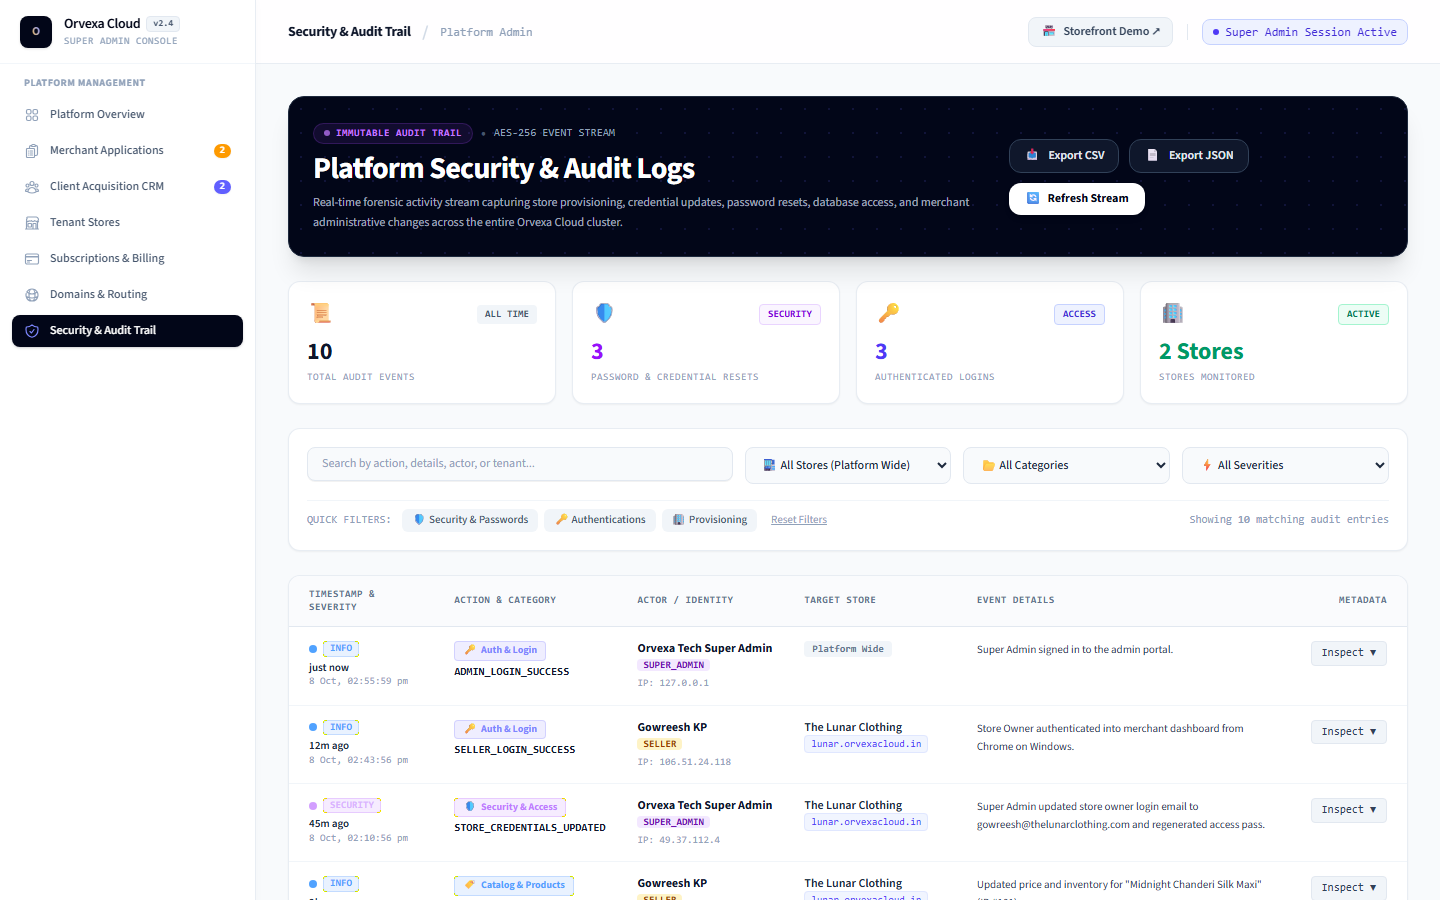 O
Orvexa Cloud v2.4
SUPER ADMIN CONSOLE
PLATFORM MANAGEMENT
Platform Overview
Merchant Applications 2
Client Acquisition CRM 2
Tenant Stores
Subscriptions & Billing
Domains & Routing
Security & Audit Trail
Security & Audit Trail / Platform Admin
Storefront Demo ↗
Super Admin Session Active
IMMUTABLE AUDIT TRAIL • AES-256 EVENT STREAM
Platform Security & Audit Logs
Real-time forensic activity stream capturing store provisioning, credential updates, password resets, database access, and merchant
administrative changes across the entire Orvexa Cloud cluster.
Export CSV
Export JSON
Refresh Stream
ALL TIME
10
TOTAL AUDIT EVENTS
SECURITY
3
PASSWORD & CREDENTIAL RESETS
ACCESS
3
AUTHENTICATED LOGINS
ACTIVE
2 Stores
STORES MONITORED
Search by action, details, actor, or tenant...
All Stores (Platform Wide)
All Categories
All Severities
QUICK FILTERS: Security & Passwords Authentications Provisioning Reset Filters
Showing 10 matching audit entries
TIMESTAMP &
SEVERITY
ACTION & CATEGORY
ACTOR / IDENTITY
TARGET STORE
EVENT DETAILS
METADATA
INFO
just now
8 Oct, 02:55:59 pm
Auth & Login
ADMIN_LOGIN_SUCCESS
Orvexa Tech Super Admin
SUPER_ADMIN
IP: 127.0.0.1
Platform Wide
Super Admin signed in to the admin portal.
Inspect ▼
INFO
12m ago
8 Oct, 02:43:56 pm
Auth & Login
SELLER_LOGIN_SUCCESS
Gowreesh KP
SELLER
IP: 106.51.24.118
The Lunar Clothing
lunar.orvexacloud.in
Store Owner authenticated into merchant dashboard from
Chrome on Windows.
Inspect ▼
SECURITY
45m ago
8 Oct, 02:10:56 pm
Security & Access
STORE_CREDENTIALS_UPDATED
Orvexa Tech Super Admin
SUPER_ADMIN
IP: 49.37.112.4
The Lunar Clothing
lunar.orvexacloud.in
Super Admin updated store owner login email to
gowreesh@thelunarclothing.com and regenerated access pass.
Inspect ▼
INFO
Catalog & Products
Gowreesh KP
SELLER
The Lunar Clothing
lunar.orvexacloud.in
Updated price and inventory for "Midnight Chanderi Silk Maxi"
Inspect ▼